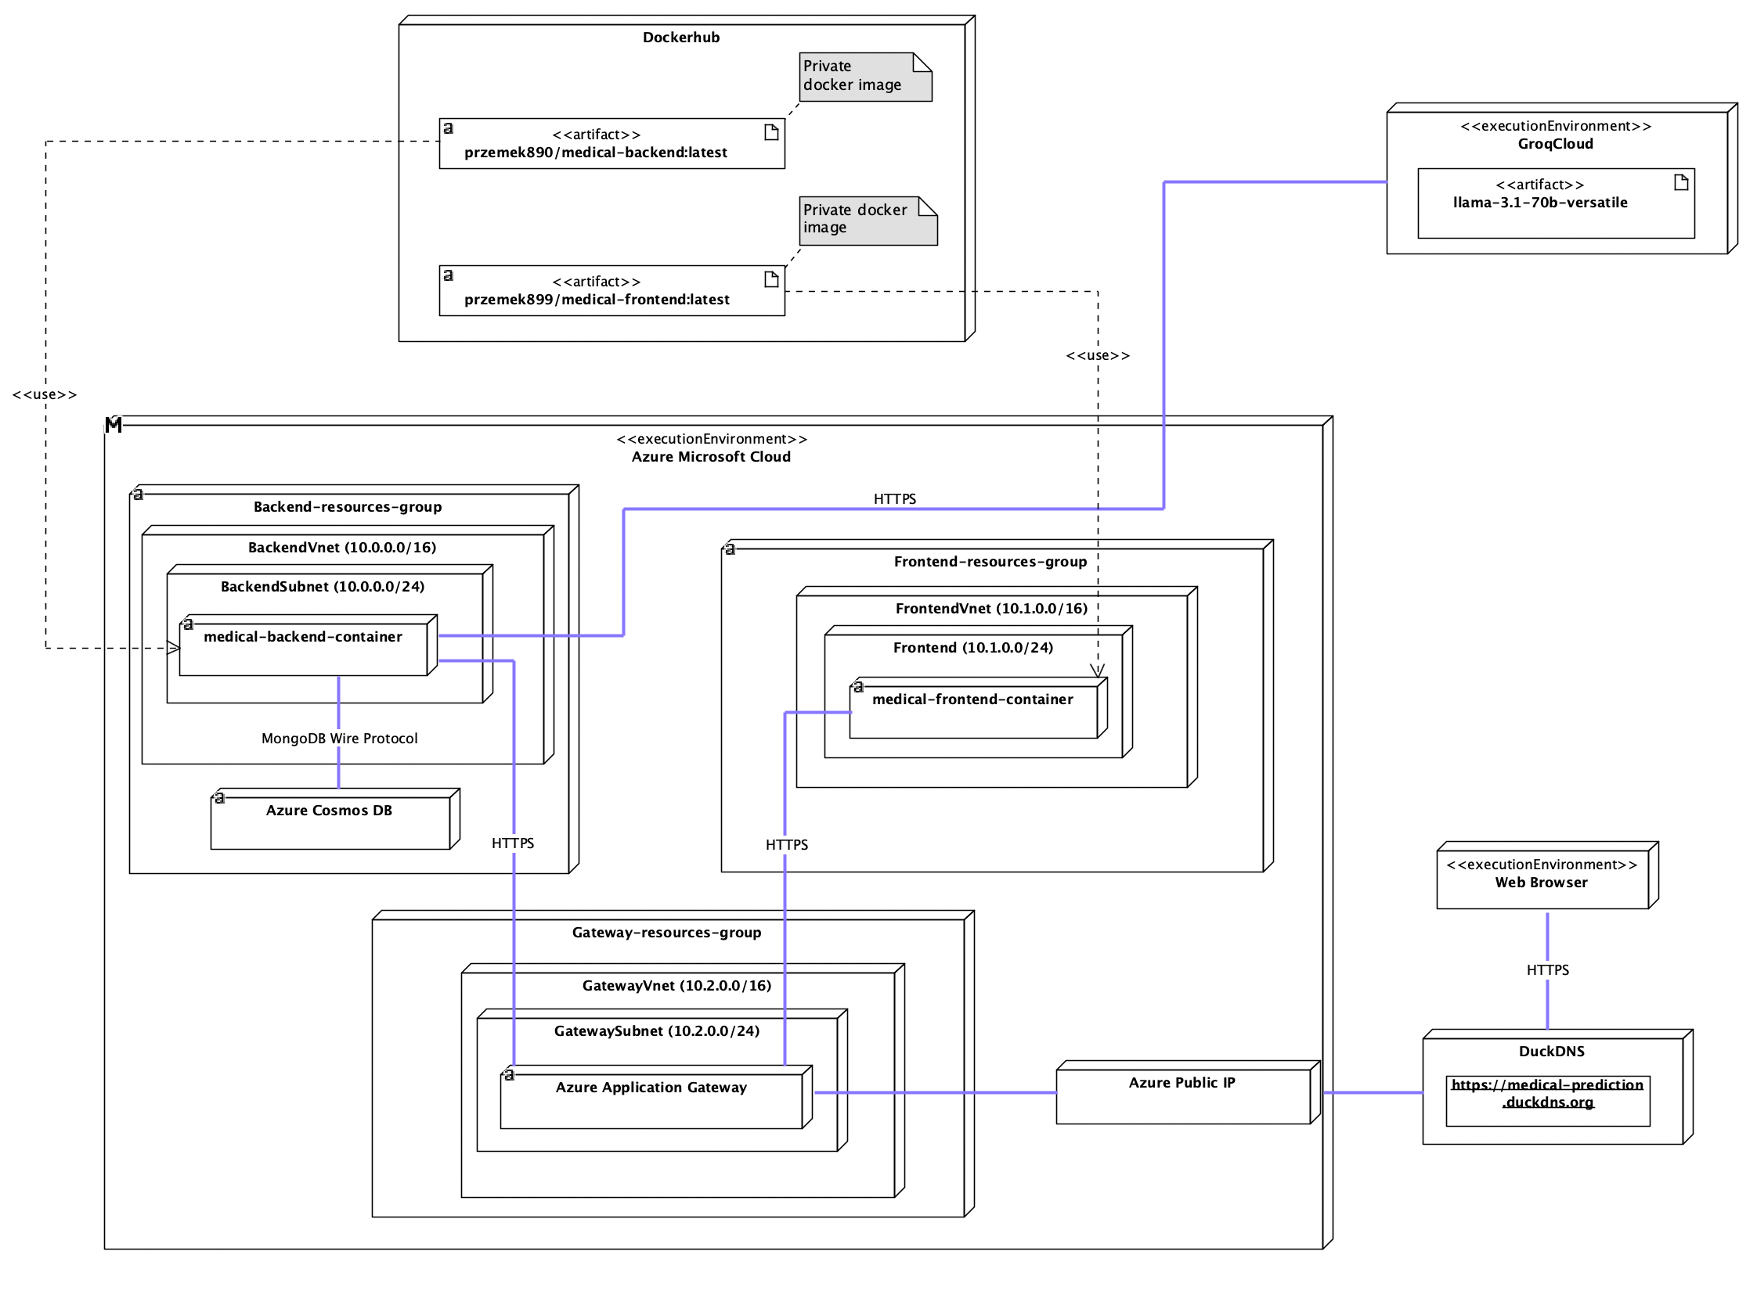 Dockerhub
Private
docker image
a
<<artifact>>
przemek890/medical-backend:latest
Private docker
image
a
<<artifact>>
przemek899/medical-frontend:latest
<<executionEnvironment>>
GroqCloud
<<artifact>>
llama-3.1-70b-versatile
<<use>>
<<use>>
M
<<executionEnvironment>>
Azure Microsoft Cloud
a
Backend-resources-group
BackendVnet (10.0.0.0/16)
BackendSubnet (10.0.0.0/24)
a
medical-backend-container
MongoDB Wire Protocol
a
Azure Cosmos DB
HTTPS
HTTPS
a
Frontend-resources-group
FrontendVnet (10.1.0.0/16)
Frontend (10.1.0.0/24)
a
medical-frontend-container
HTTPS
Gateway-resources-group
GatewayVnet (10.2.0.0/16)
GatewaySubnet (10.2.0.0/24)
a
Azure Application Gateway
Azure Public IP
<<executionEnvironment>>
Web Browser
HTTPS
DuckDNS
https://medical-prediction
.duckdns.org